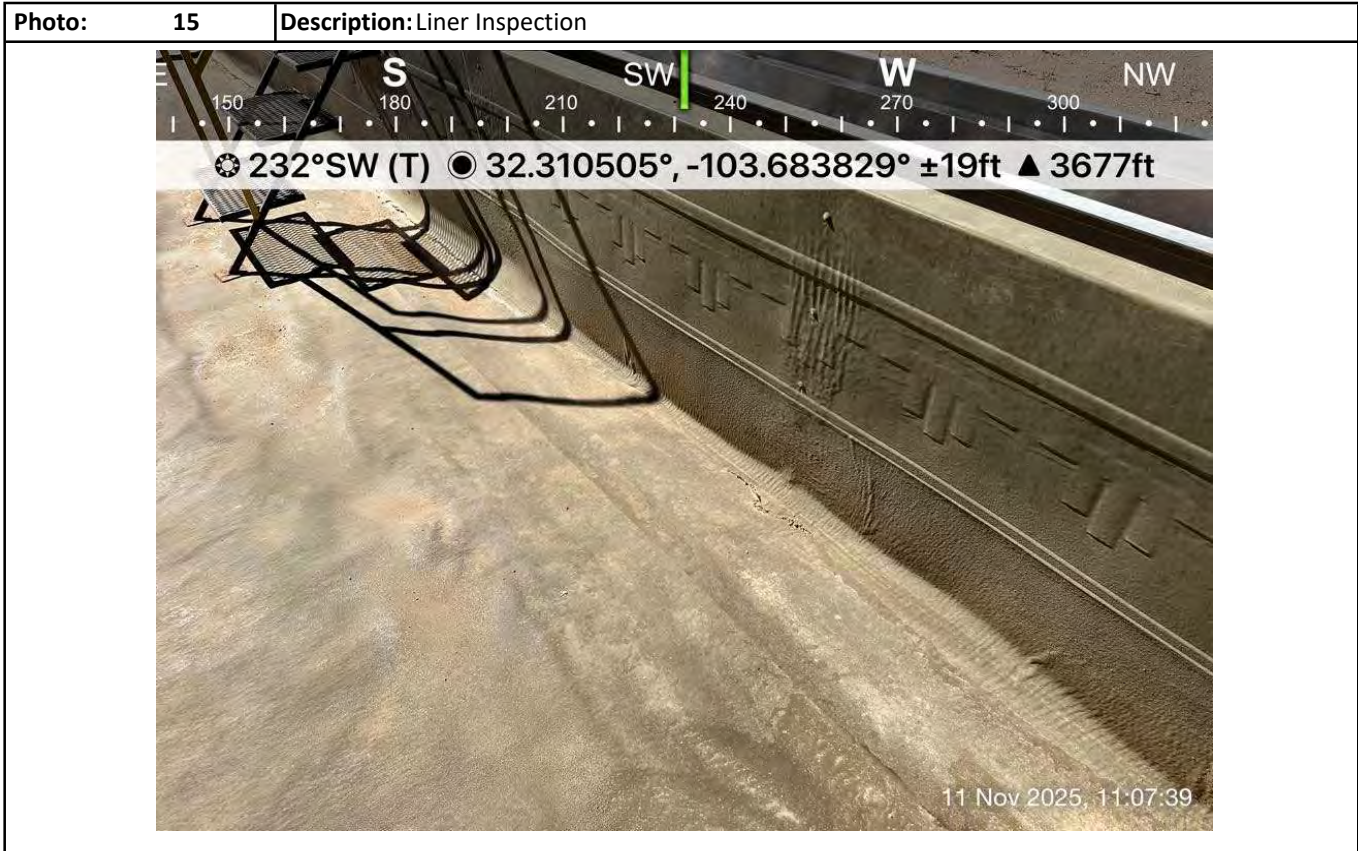 Photo: 15 Description: Liner Inspection
S SW W NW
150 180 210 240 270 300
232°SW (T) 32.310505°, -103.683829° ±19ft ▲ 3677ft
11 Nov 2025, 11:07:39